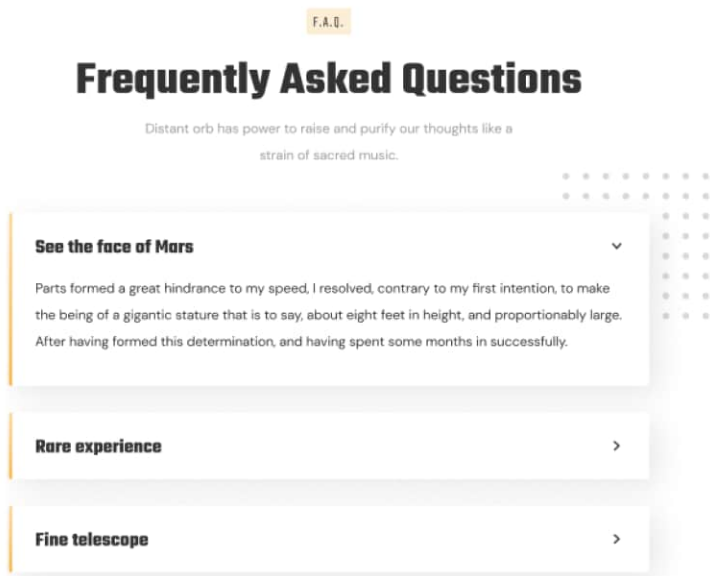 F.A.Q.
Frequently Asked Questions
Distant orb has power to raise and purify our thoughts like a
strain of sacred music.
See the face of Mars
Parts formed a great hindrance to my speed, I resolved, contrary to my first intention, to make
the being of a gigantic stature that is to say, about eight feet in height, and proportionably large.
After having formed this determination, and having spent some months in successfully.
Rare experience
Fine telescope